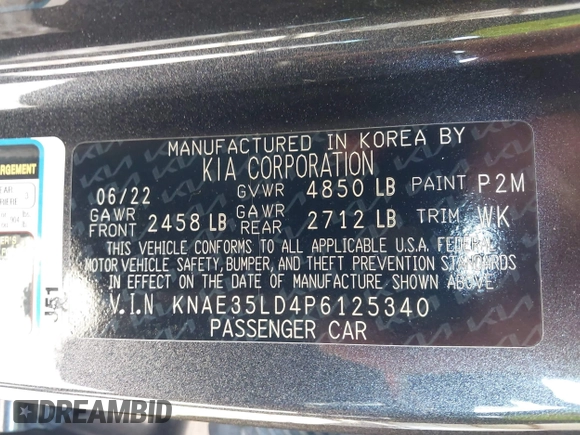 MANUFACTURED IN KOREA BY
KIA CORPORATION
06/22 GVWR 4850 LB PAINT P2M
GAWR FRONT 2458 LB GAWR REAR 2712 LB TRIM WK
THIS VEHICLE CONFORMS TO ALL APPLICABLE U.S.A. FEDERAL
MOTOR VEHICLE SAFETY, BUMPER, AND THEFT PREVENTION STANDARDS
IN EFFECT ON THE DATE OF MANUFACTURE SHOWN ABOVE
V.I.N KNAE35LD4P6125340
PASSENGER CAR
DREAMBID